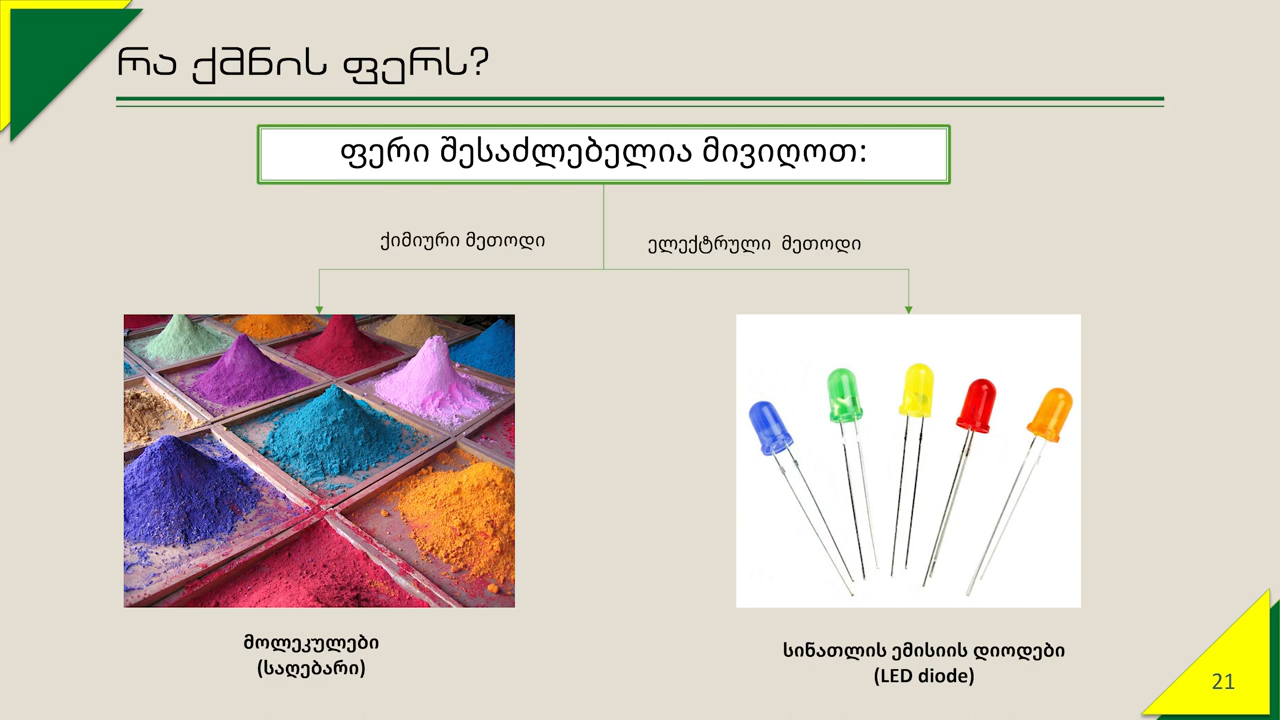 რა ქმნის ფერს?
ფერი შესაძლებელია მივიღოთ:
ქიმიური მეთოდი
ელექტრული მეთოდი
მოლეკულები
(საღებარი)
სინათლის ემისიის დიოდები
(LED diode)
21